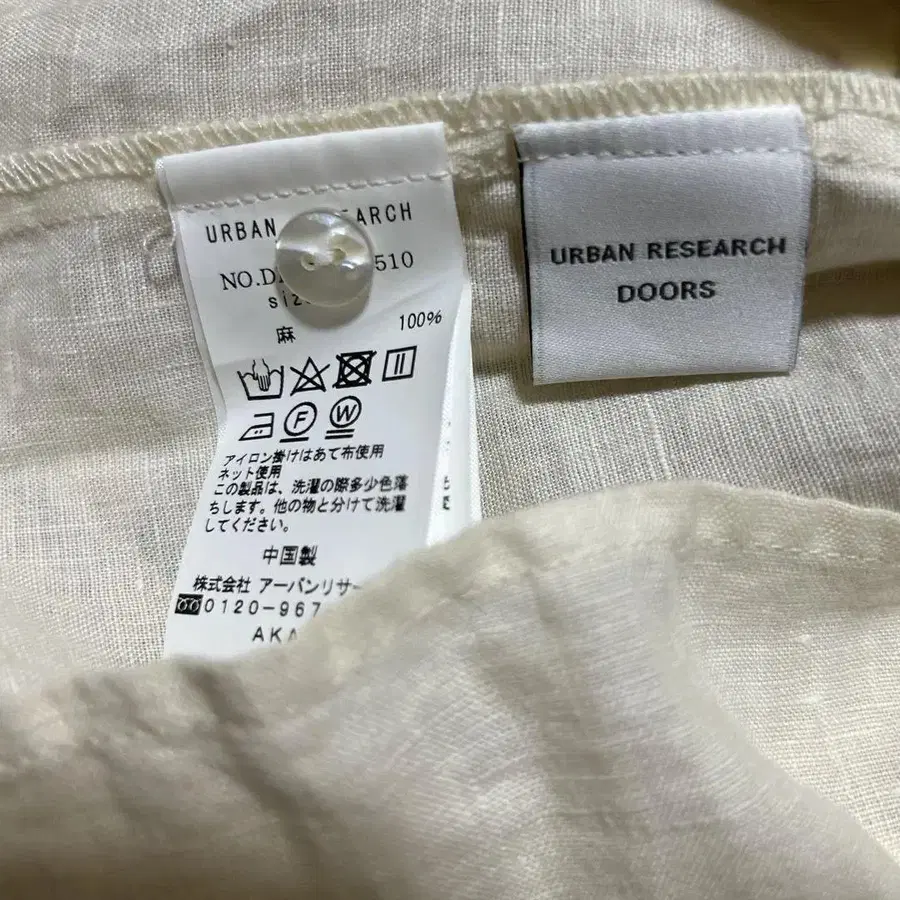 URBAN RESEARCH
510
麻
100%
F
W
アイロン掛けはあて布使用
ネット使用
この製品は、洗濯の際多少色落
ちします。他の物と分けて洗濯
してください。
中国製
株式会社 アーバンリサー
0120-967
AKA
URBAN RESEARCH
DOORS